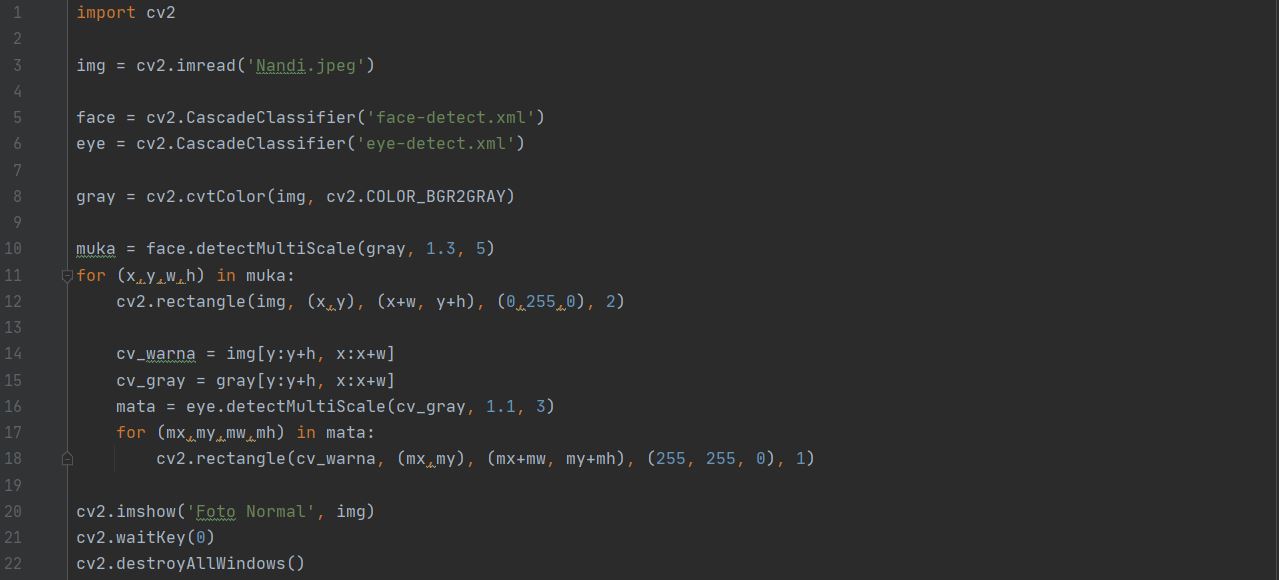 1 import cv2
2
3 img = cv2.imread('Nandi.jpeg')
4
5 face = cv2.CascadeClassifier('face-detect.xml')
6 eye = cv2.CascadeClassifier('eye-detect.xml')
7
8 gray = cv2.cvtColor(img, cv2.COLOR_BGR2GRAY)
9
10 muka = face.detectMultiScale(gray, 1.3, 5)
11 for (x,y,w,h) in muka:
12     cv2.rectangle(img, (x,y), (x+w, y+h), (0,255,0), 2)
13
14     cv_warna = img[y:y+h, x:x+w]
15     cv_gray = gray[y:y+h, x:x+w]
16     mata = eye.detectMultiScale(cv_gray, 1.1, 3)
17     for (mx,my,mw,mh) in mata:
18         cv2.rectangle(cv_warna, (mx,my), (mx+mw, my+mh), (255, 255, 0), 1)
19
20 cv2.imshow('Foto Normal', img)
21 cv2.waitKey(0)
22 cv2.destroyAllWindows()